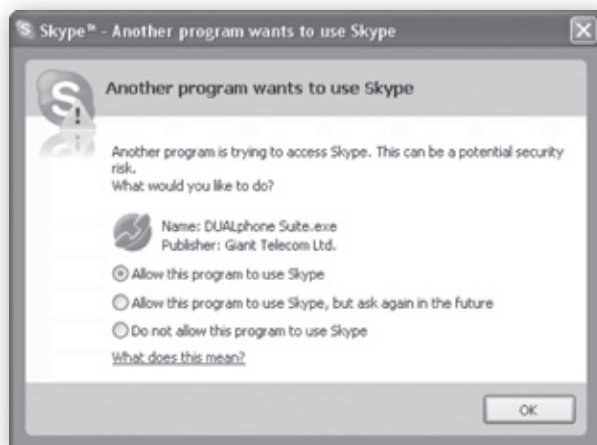 Skype™ - Another program wants to use Skype
Another program wants to use Skype
Another program is trying to access Skype. This can be a potential security
risk.
What would you like to do?
Name: DUALphone Suite.exe
Publisher: Giant Telecom Ltd.
Allow this program to use Skype
Allow this program to use Skype, but ask again in the future
Do not allow this program to use Skype
What does this mean?
OK